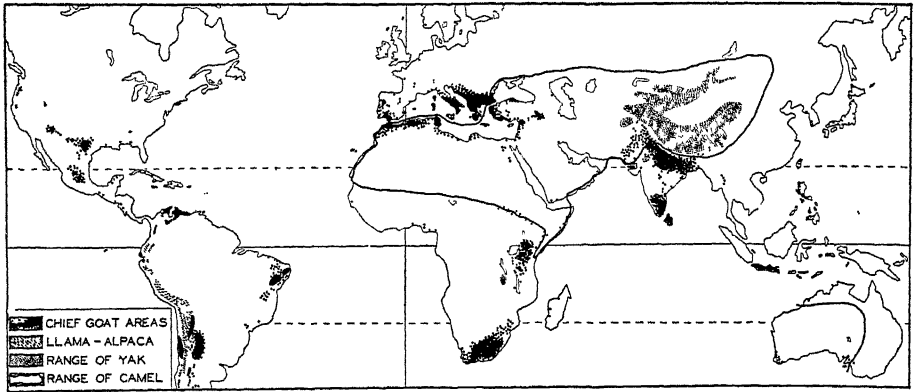 CHIEF GOAT AREAS
LLAMA-ALPACA
RANGE OF YAK
RANGE OF CAMEL